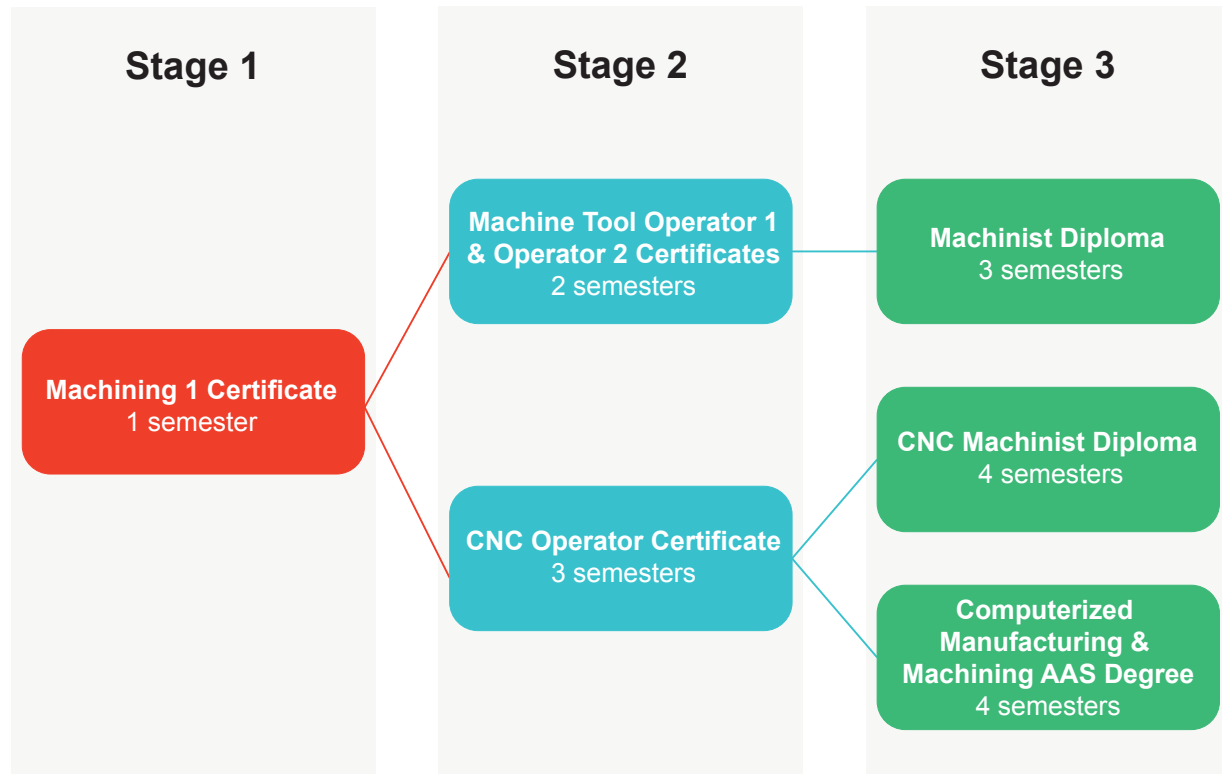 Stage 1
Machining 1 Certificate
1 semester
Stage 2
Machine Tool Operator 1
& Operator 2 Certificates
2 semesters
CNC Operator Certificate
3 semesters
Stage 3
Machinist Diploma
3 semesters
CNC Machinist Diploma
4 semesters
Computerized
Manufacturing &
Machining AAS Degree
4 semesters